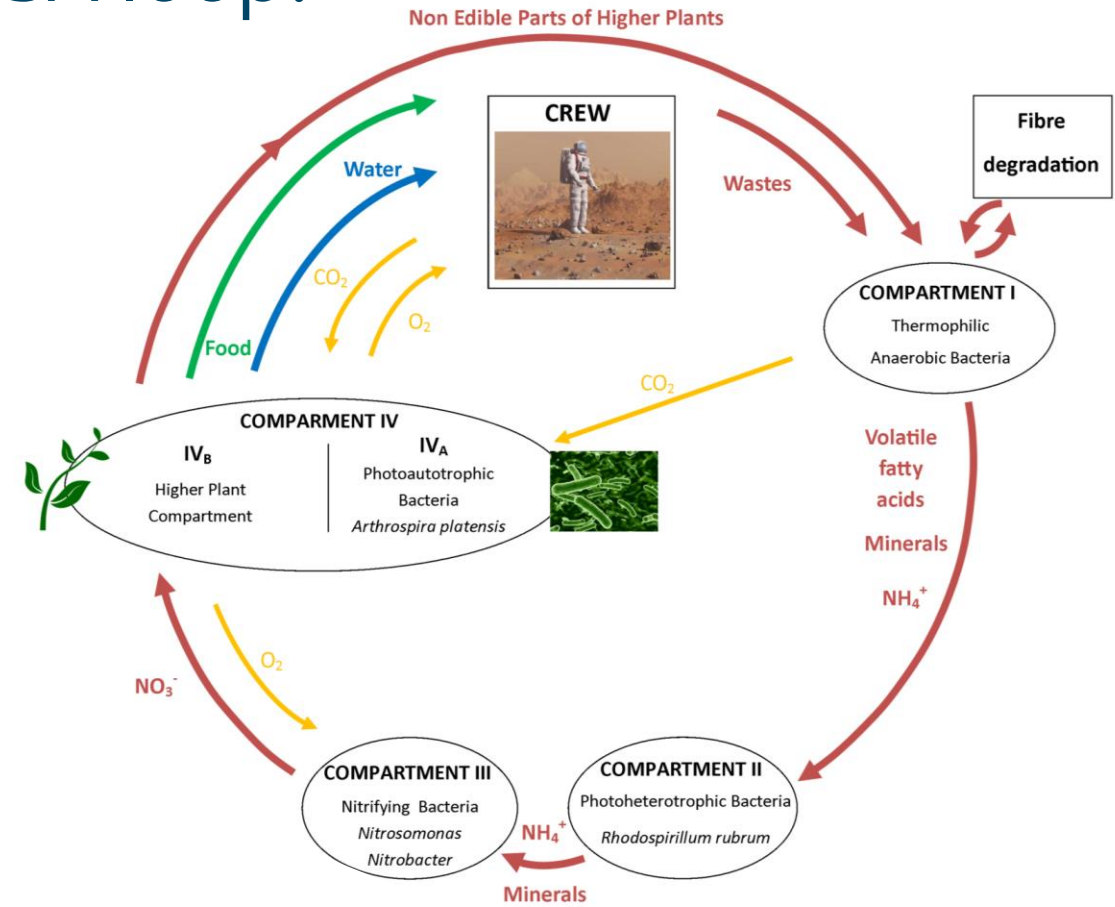 Non Edible Parts of Higher Plants
CREW
Fibre
degradation
Water
Wastes
CO₂
O₂
Food
COMPARTMENT I
Thermophilic
Anaerobic Bacteria
CO₂
COMPARMENT IV
IV_B
Higher Plant
Compartment
IV_A
Photoautotrophic
Bacteria
Arthrospira platensis
Volatile
fatty
acids
Minerals
NH₄⁺
O₂
NO₃⁻
COMPARTMENT III
Nitrifying Bacteria
Nitrosomonas
Nitrobacter
NH₄⁺
Minerals
COMPARTMENT II
Photoheterotrophic Bacteria
Rhodospirillum rubrum